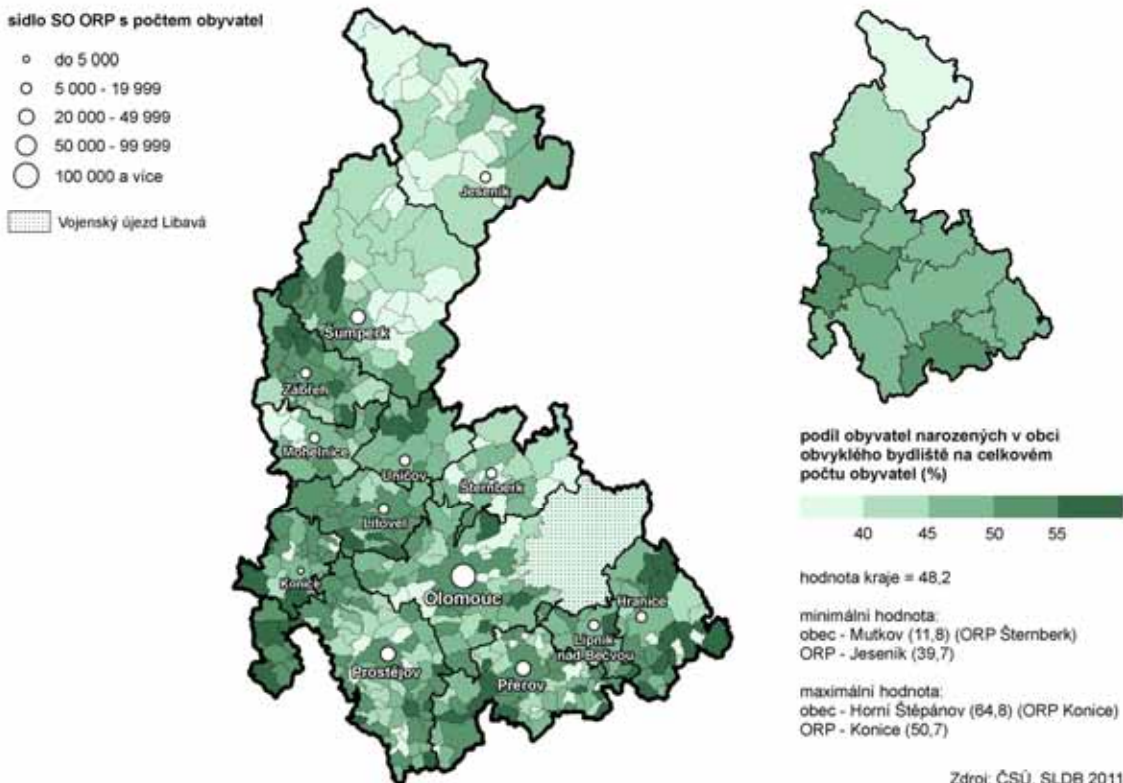 sídlo SO ORP s počtem obyvatel
do 5 000
5 000 - 19 999
20 000 - 49 999
50 000 - 99 999
100 000 a více
Vojenský újezd Libavá
Jeseník
Šumperk
Zábřeh
Mohelnice
Uničov
Šternberk
Litovel
Konice
Olomouc
Hranice
Lipník
nad Bečvou
Prostějov
Přerov
podíl obyvatel narozených v obci
obvyklého bydliště na celkovém
počtu obyvatel (%)
40 45 50 55
hodnota kraje = 48,2
minimální hodnota:
obec - Mutkov (11,8) (ORP Šternberk)
ORP - Jeseník (39,7)
maximální hodnota:
obec - Horní Štěpánov (64,8) (ORP Konice)
ORP - Konice (50,7)
Zdroj: ČSÚ, SLDB 2011